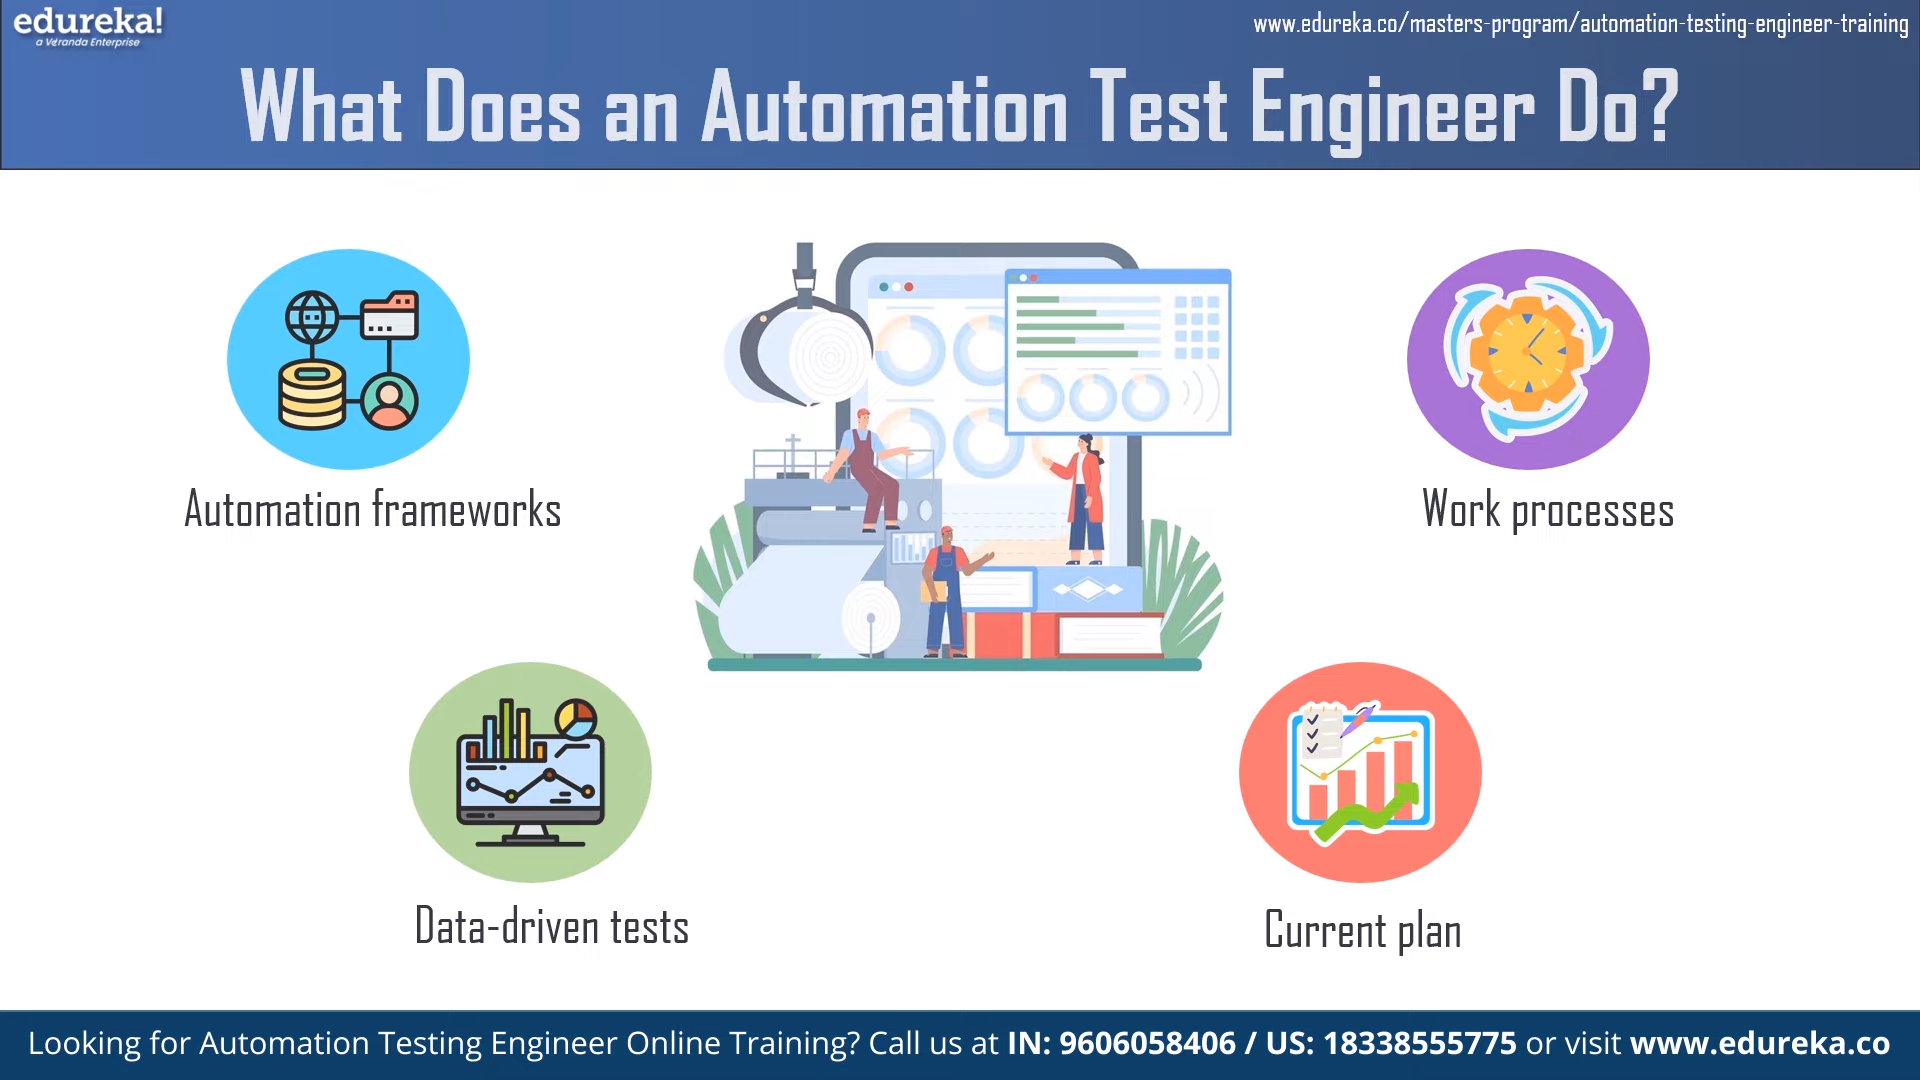 edureka!
a Veranda Enterprise
www.edureka.co/masters-program/automation-testing-engineer-training
What Does an Automation Test Engineer Do?
Automation frameworks
Work processes
Data-driven tests
Current plan
Looking for Automation Testing Engineer Online Training? Call us at IN: 9606058406 / US: 18338555775 or visit www.edureka.co